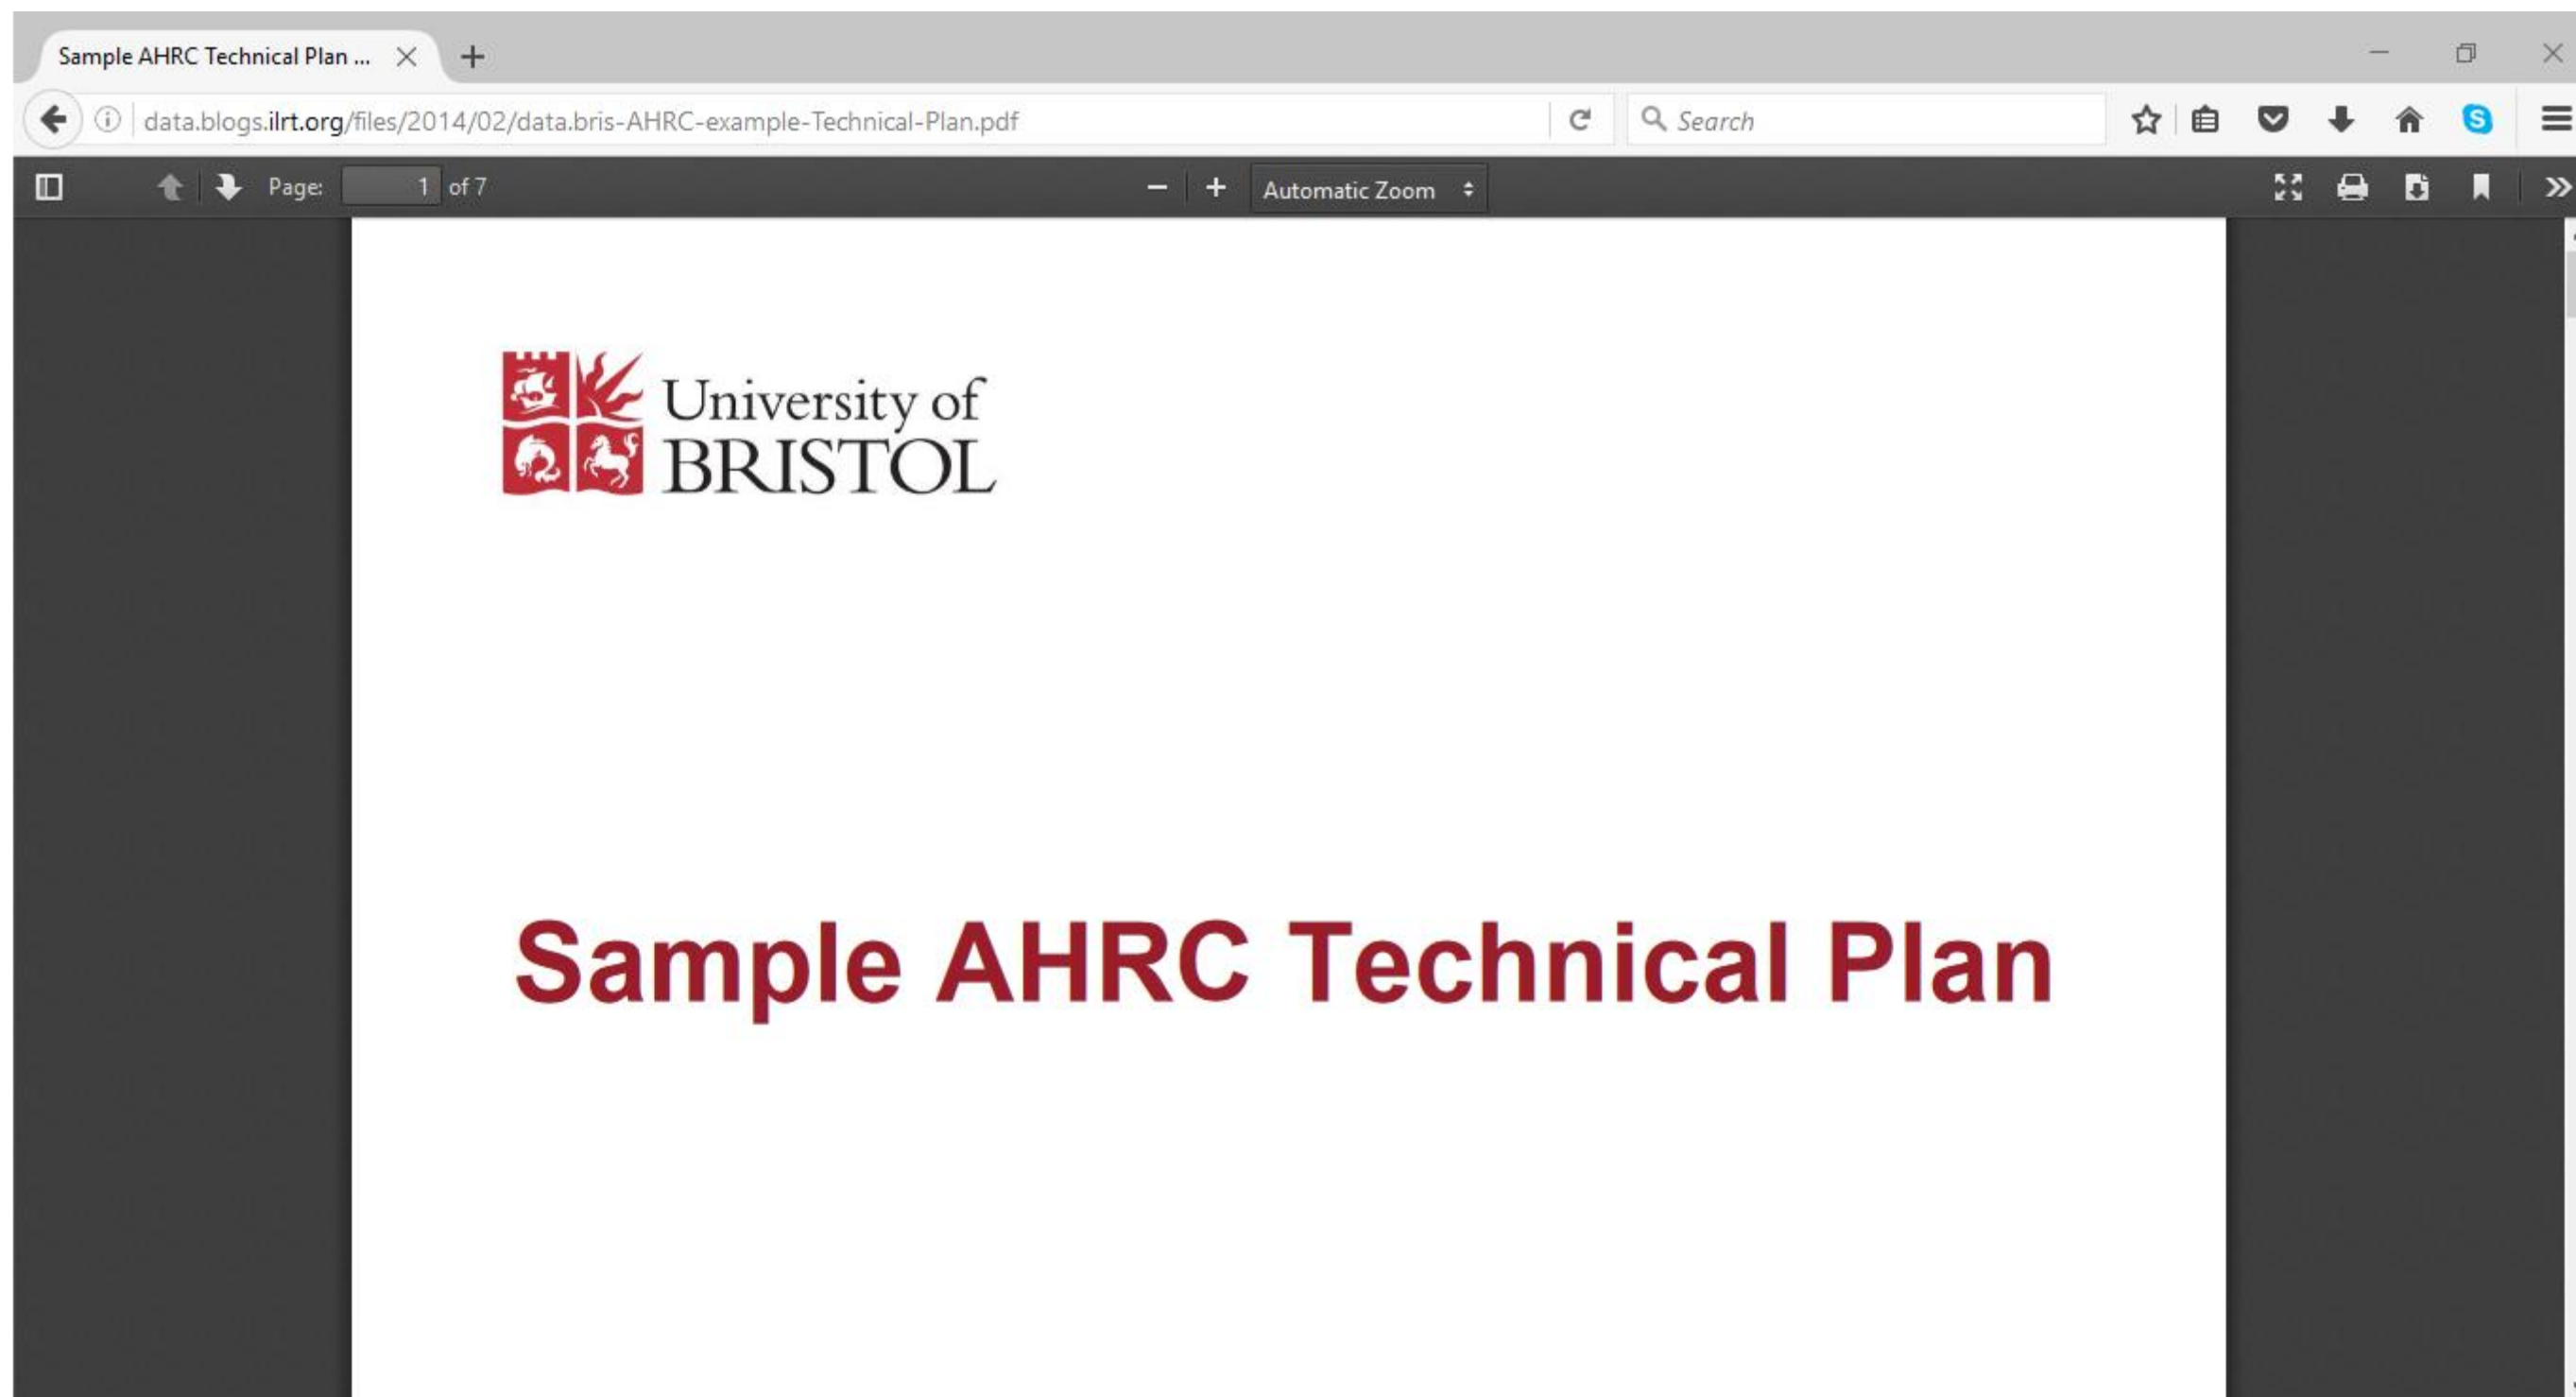 Sample AHRC Technical Plan ...
data.blogs.ilrt.org/files/2014/02/data.bris-AHRC-example-Technical-Plan.pdf
Search
S
Page: 1 of 7
Automatic Zoom
University of
BRISTOL
Sample AHRC Technical Plan